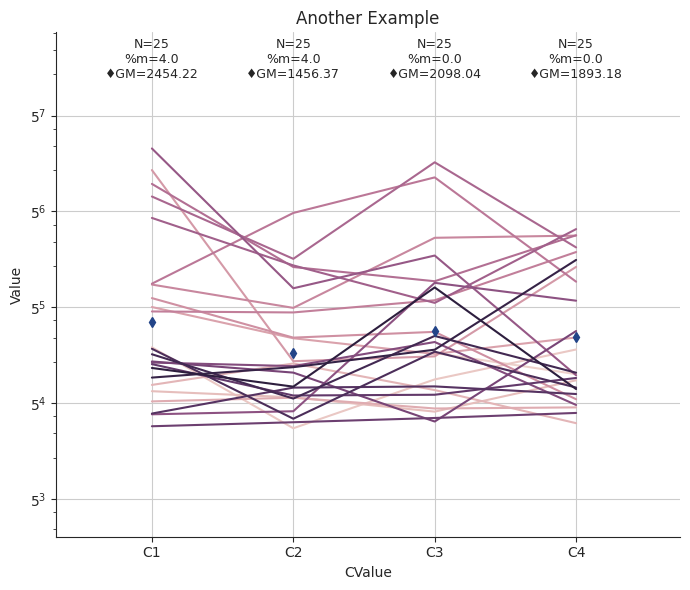 Another Example
N=25 N=25 N=25 N=25
%m=4.0 %m=4.0 %m=0.0 %m=0.0
♦GM=2454.22 ♦GM=1456.37 ♦GM=2098.04 ♦GM=1893.18
5⁷
5⁶
5⁵
5⁴
5³
Value
C1 C2 C3 C4
CValue